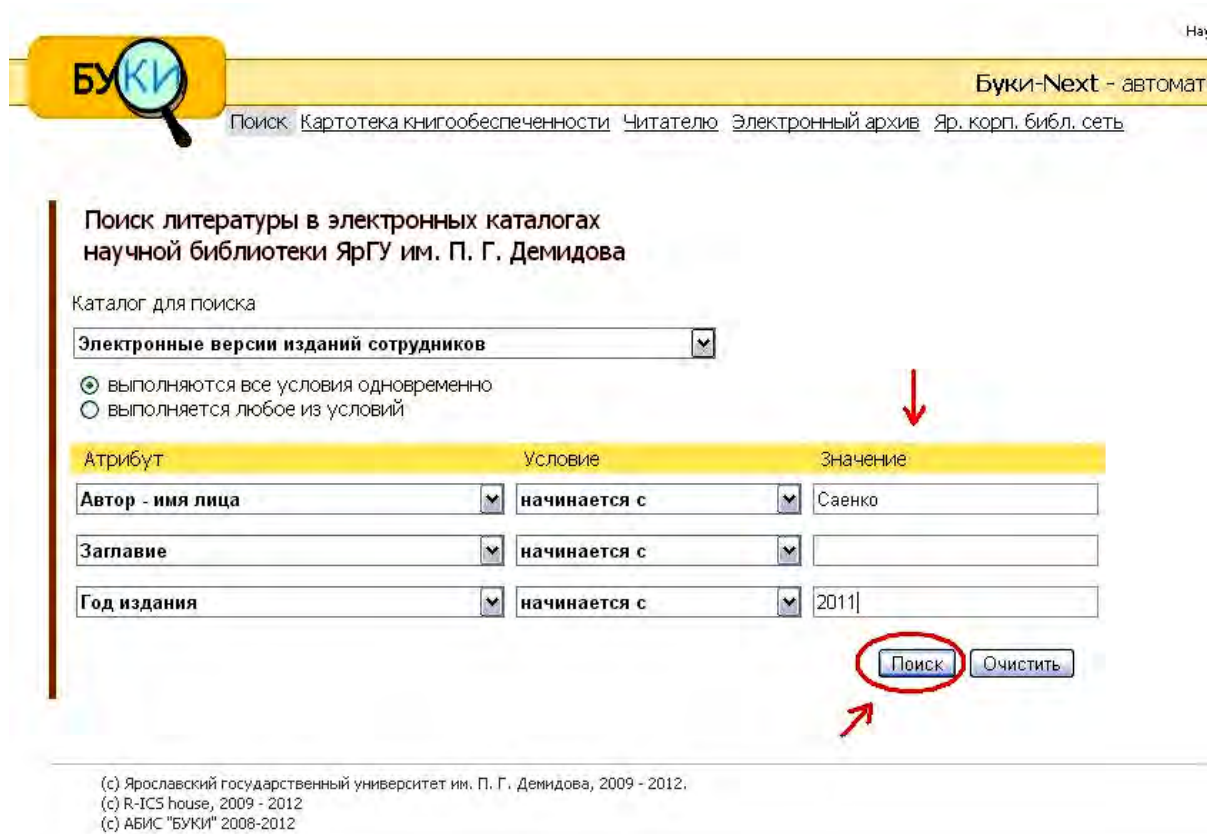 Нау
БУКИ
Буки-Next - автомат
Поиск Картотека книгообеспеченности Читателю Электронный архив Яр. корп. библ. сеть
Поиск литературы в электронных каталогах
научной библиотеки ЯрГУ им. П. Г. Демидова
Каталог для поиска
Электронные версии изданий сотрудников
выполняются все условия одновременно
выполняется любое из условий
Атрибут Условие Значение
Автор - имя лица начинается с Саенко
Заглавие начинается с
Год издания начинается с 2011
Поиск Очистить
(c) Ярославский государственный университет им. П. Г. Демидова, 2009 - 2012.
(c) R-ICS house, 2009 - 2012
(c) АБИС "БУКИ" 2008-2012